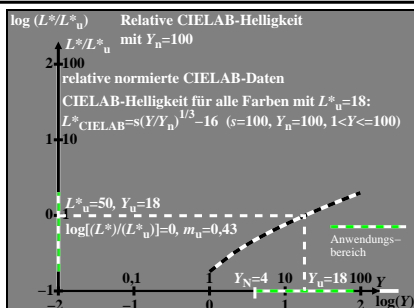 log (L*/L*u) Relative CIELAB-Helligkeit
L*/L*u mit Yn=100
2 100
relative normierte CIELAB-Daten
CIELAB-Helligkeit für alle Farben mit L*u=18:
L*CIELAB=s(Y/Yn)1/3−16 (s=100, Yn=100, 1<Y<=100)
1 10
L*u=50, Yu=18
0 1
log[(L*)/(L*u)]=0, mu=0,43
Anwendungs−
bereich
YN=4 Yu=18
−1 0,1 1 10 100 Y
−2 −1 0 1 2 log(Y)